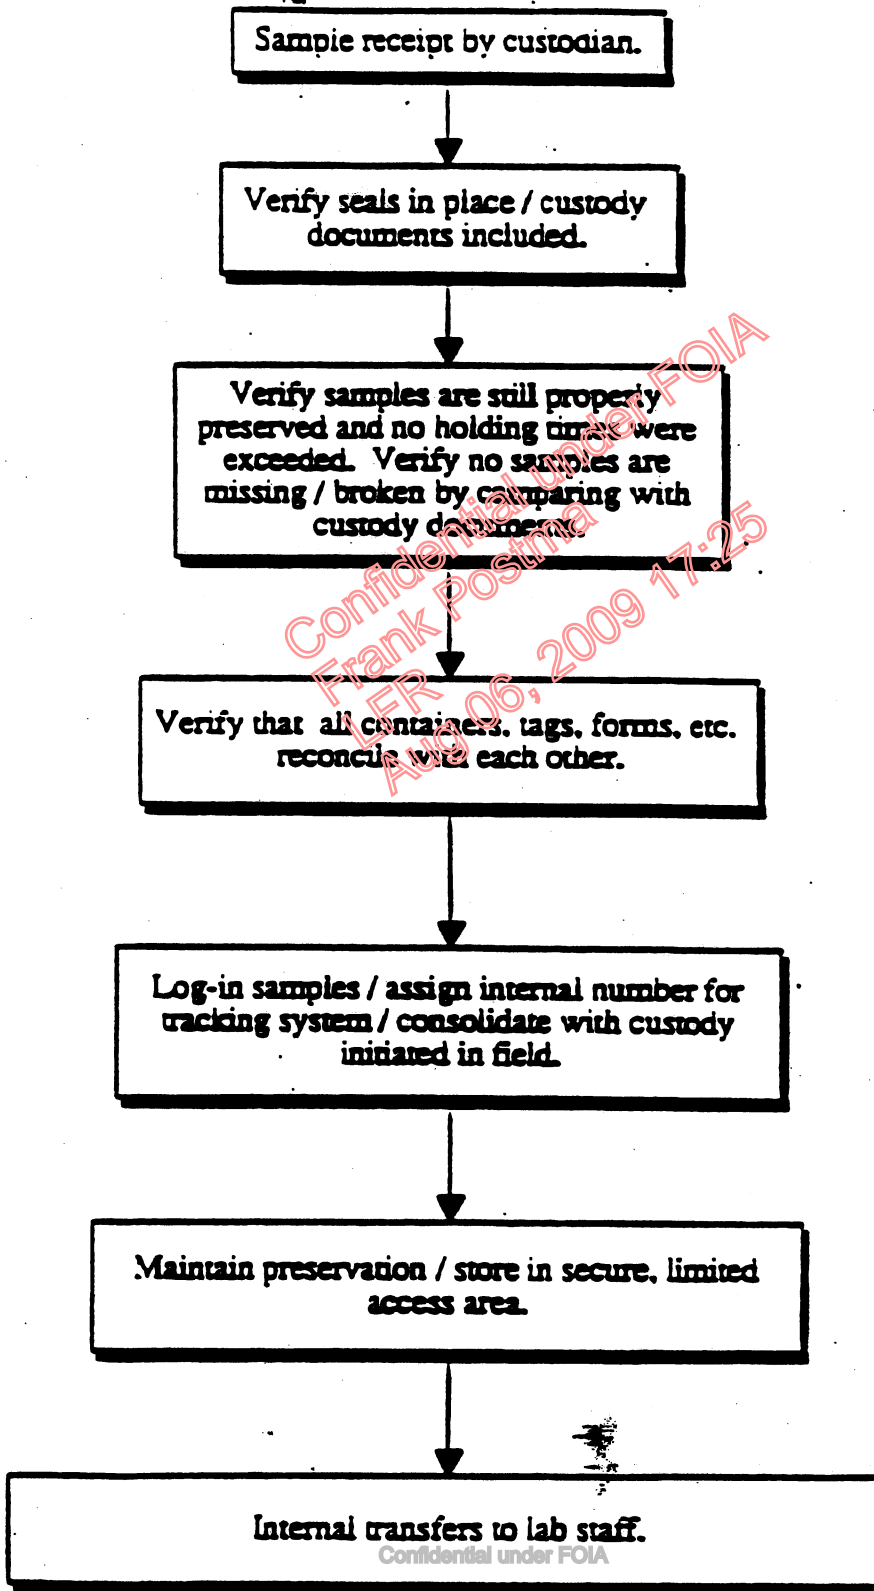 Sample receipt by custodian.
Verify seals in place / custody
documents included.
Verify samples are still properly
preserved and no holding times were
exceeded. Verify no samples are
missing / broken by comparing with
custody documents.
Confidential under FOIA
Frank Postma
LFR
Aug 06, 2009 17:25
Verify that all containers, tags, forms, etc.
reconcile with each other.
Log-in samples / assign internal number for
tracking system / consolidate with custody
initiated in field.
Maintain preservation / store in secure, limited
access area.
Internal transfers to lab staff.
Confidential under FOIA